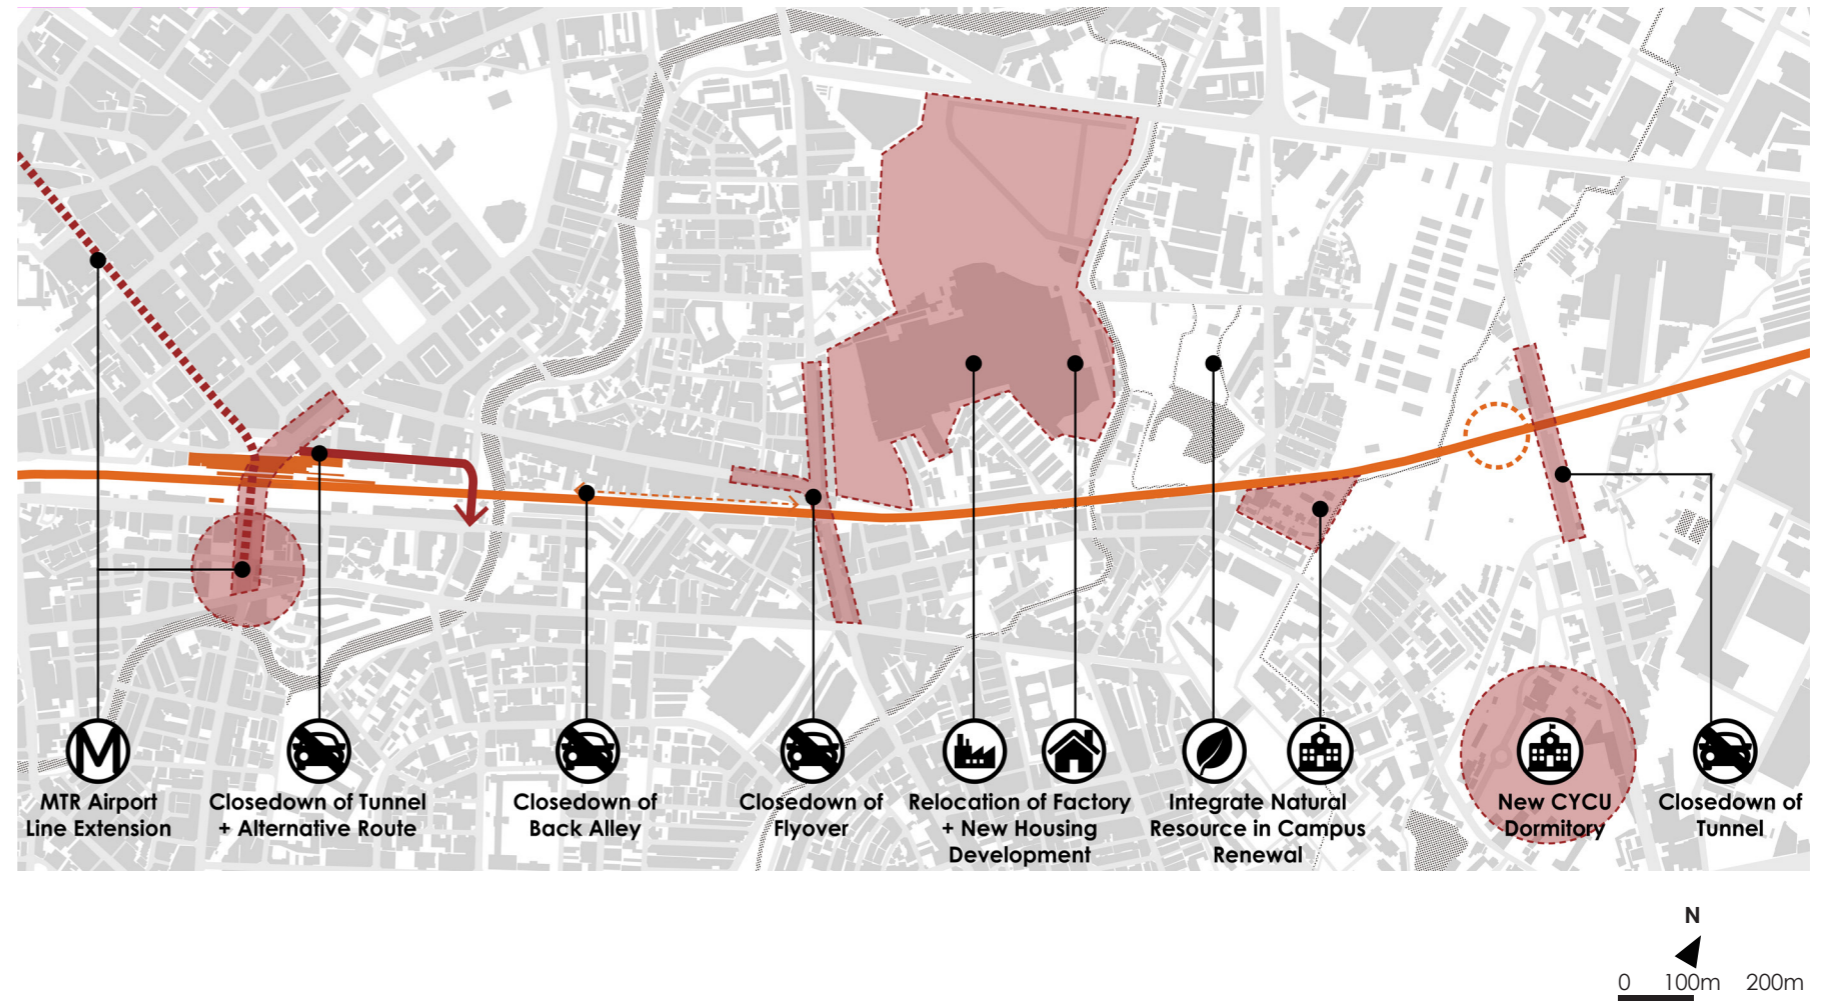 M
MTR Airport
Line Extension
Closedown of Tunnel
+ Alternative Route
Closedown of
Back Alley
Closedown of
Flyover
Relocation of Factory
+ New Housing
Development
Integrate Natural
Resource in Campus
Renewal
New CYCU
Dormitory
Closedown of
Tunnel
N
0 100m 200m